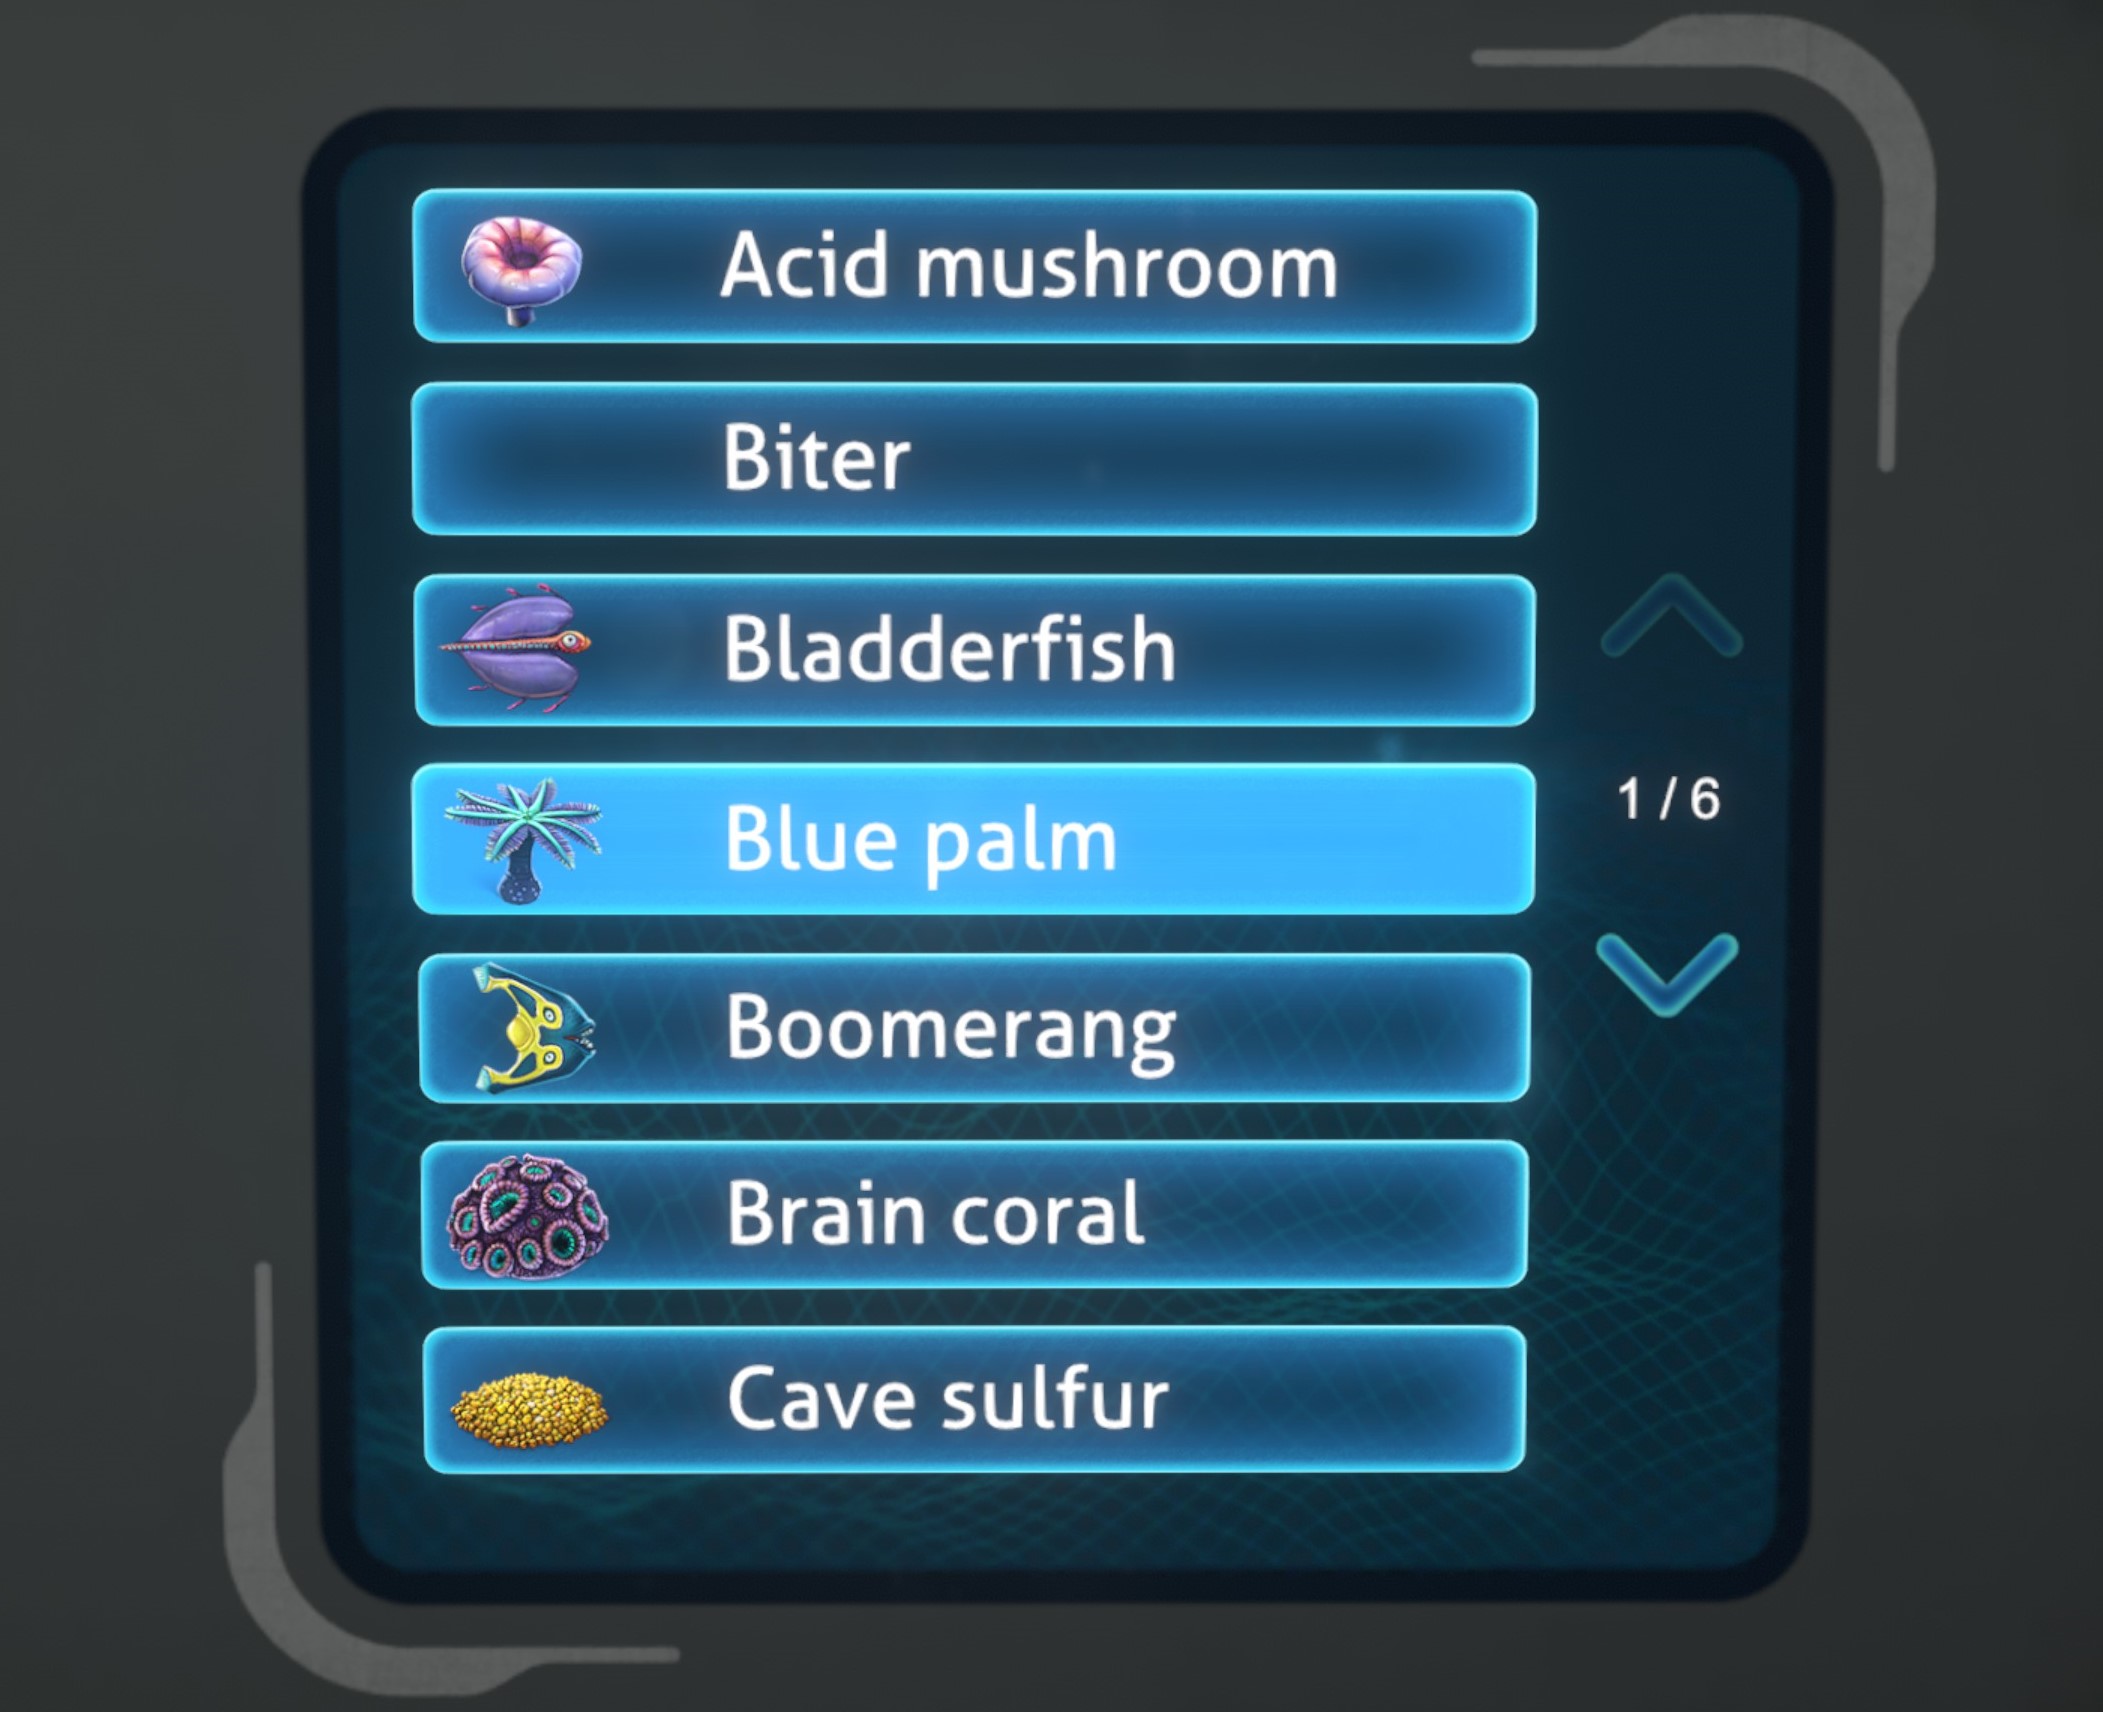 Acid mushroom
Biter
Bladderfish
Blue palm
Boomerang
Brain coral
Cave sulfur
1 / 6